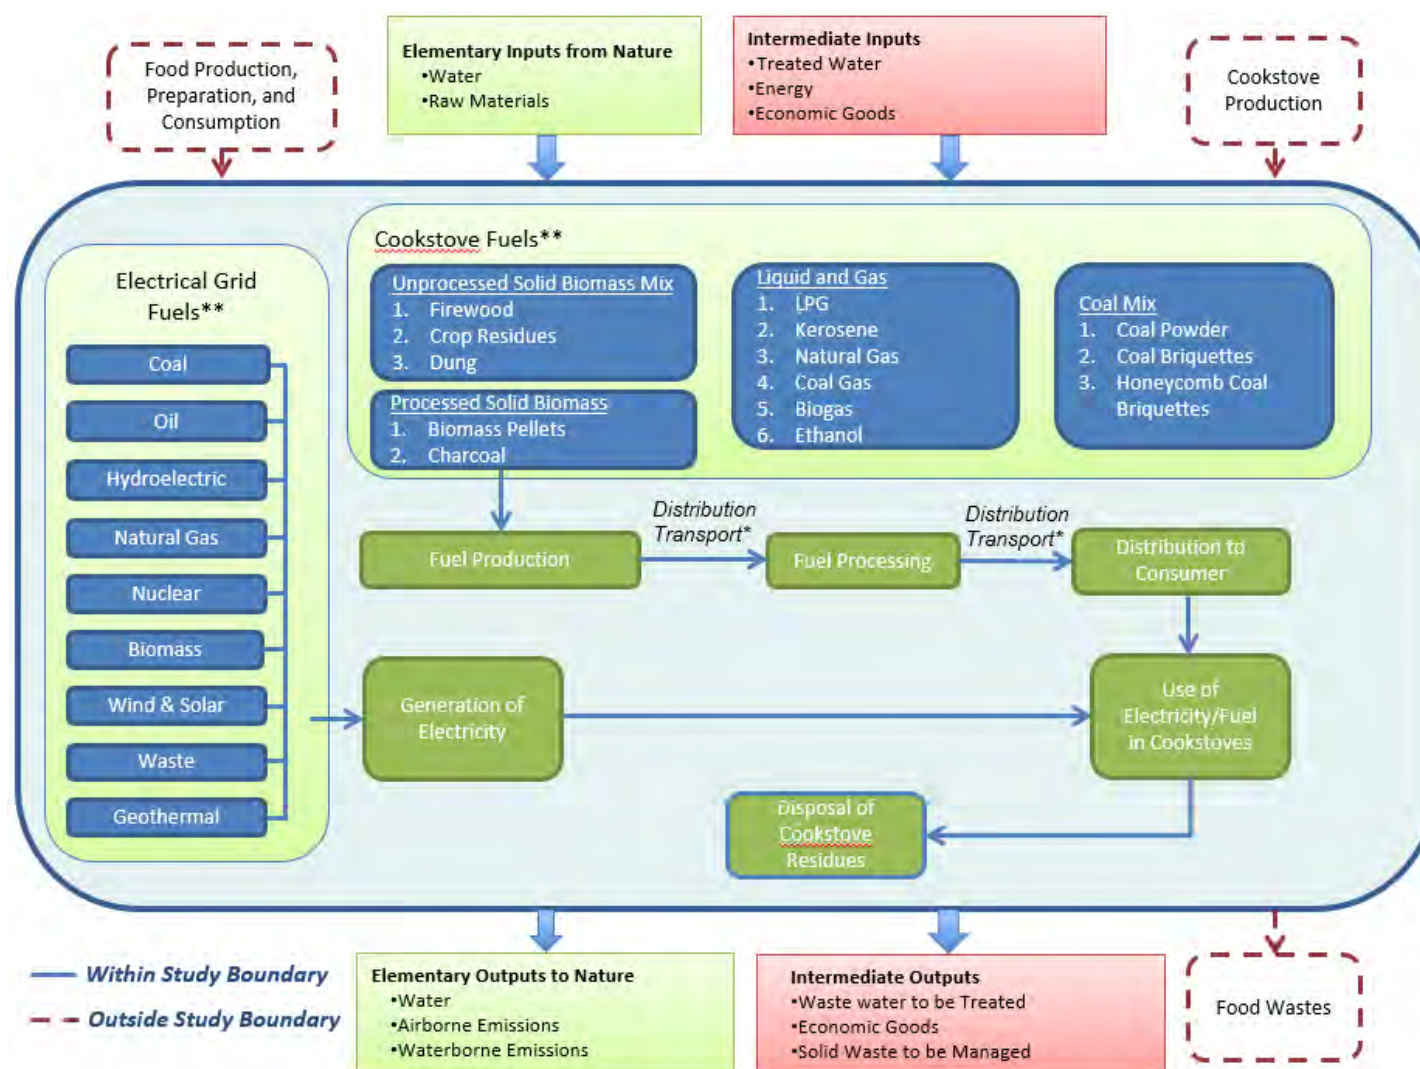 Food Production,
Preparation, and
Consumption
Elementary Inputs from Nature
•Water
•Raw Materials
Intermediate Inputs
•Treated Water
•Energy
•Economic Goods
Cookstove
Production
Electrical Grid
Fuels**
Coal
Oil
Hydroelectric
Natural Gas
Nuclear
Biomass
Wind & Solar
Waste
Geothermal
Cookstove Fuels**
Unprocessed Solid Biomass Mix
1. Firewood
2. Crop Residues
3. Dung
Processed Solid Biomass
1. Biomass Pellets
2. Charcoal
Liquid and Gas
1. LPG
2. Kerosene
3. Natural Gas
4. Coal Gas
5. Biogas
6. Ethanol
Coal Mix
1. Coal Powder
2. Coal Briquettes
3. Honeycomb Coal
Briquettes
Fuel Production
Distribution
Transport*
Fuel Processing
Distribution
Transport*
Distribution to
Consumer
Generation of
Electricity
Use of
Electricity/Fuel
in Cookstoves
Disposal of
Cookstove
Residues
Within Study Boundary
Outside Study Boundary
Elementary Outputs to Nature
•Water
•Airborne Emissions
•Waterborne Emissions
Intermediate Outputs
•Waste water to be Treated
•Economic Goods
•Solid Waste to be Managed
Food Wastes